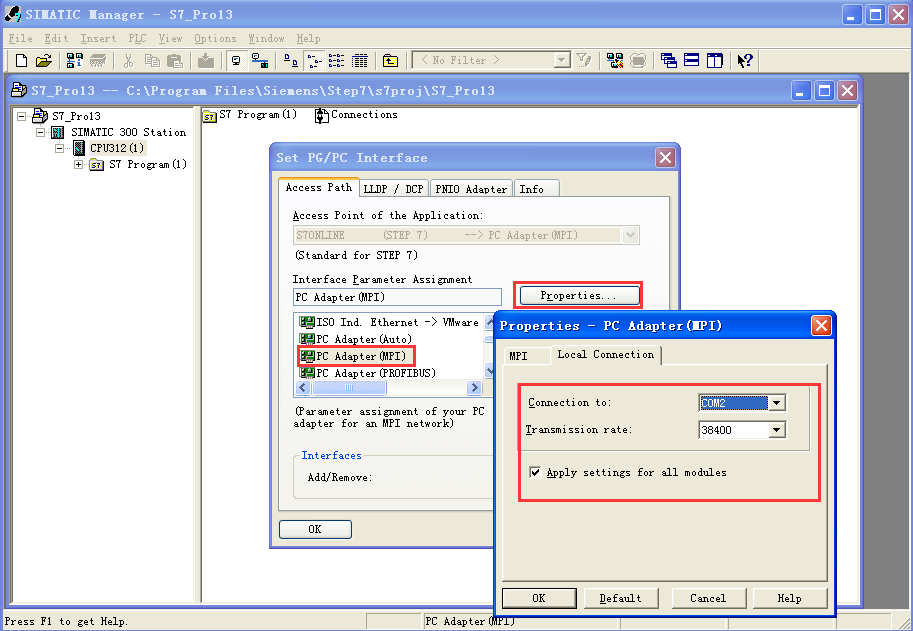 SIMATIC Manager - S7_Pro13
File Edit Insert PLC View Options Window Help
< No Filter >
S7_Pro13 -- C:\Program Files\Siemens\Step7\s7proj\S7_Pro13
S7_Pro13
SIMATIC 300 Station
CPU312(1)
S7 Program(1)
S7 Program(1) Connections
Set PG/PC Interface
Access Path LLDP / DCP PNIO Adapter Info
Access Point of the Application:
S7ONLINE (STEP 7) --> PC Adapter(MPI)
(Standard for STEP 7)
Interface Parameter Assignment
PC Adapter(MPI)
Properties...
ISO Ind. Ethernet -> VMware
PC Adapter(Auto)
PC Adapter(MPI)
PC Adapter(PROFIBUS)
(Parameter assignment of your PC
adapter for an MPI network)
Interfaces
Add/Remove:
OK
Properties - PC Adapter(MPI)
MPI Local Connection
Connection to: COM2
Transmission rate: 38400
Apply settings for all modules
OK Default Cancel Help
Press F1 to get Help.
PC Adapter(MPI)